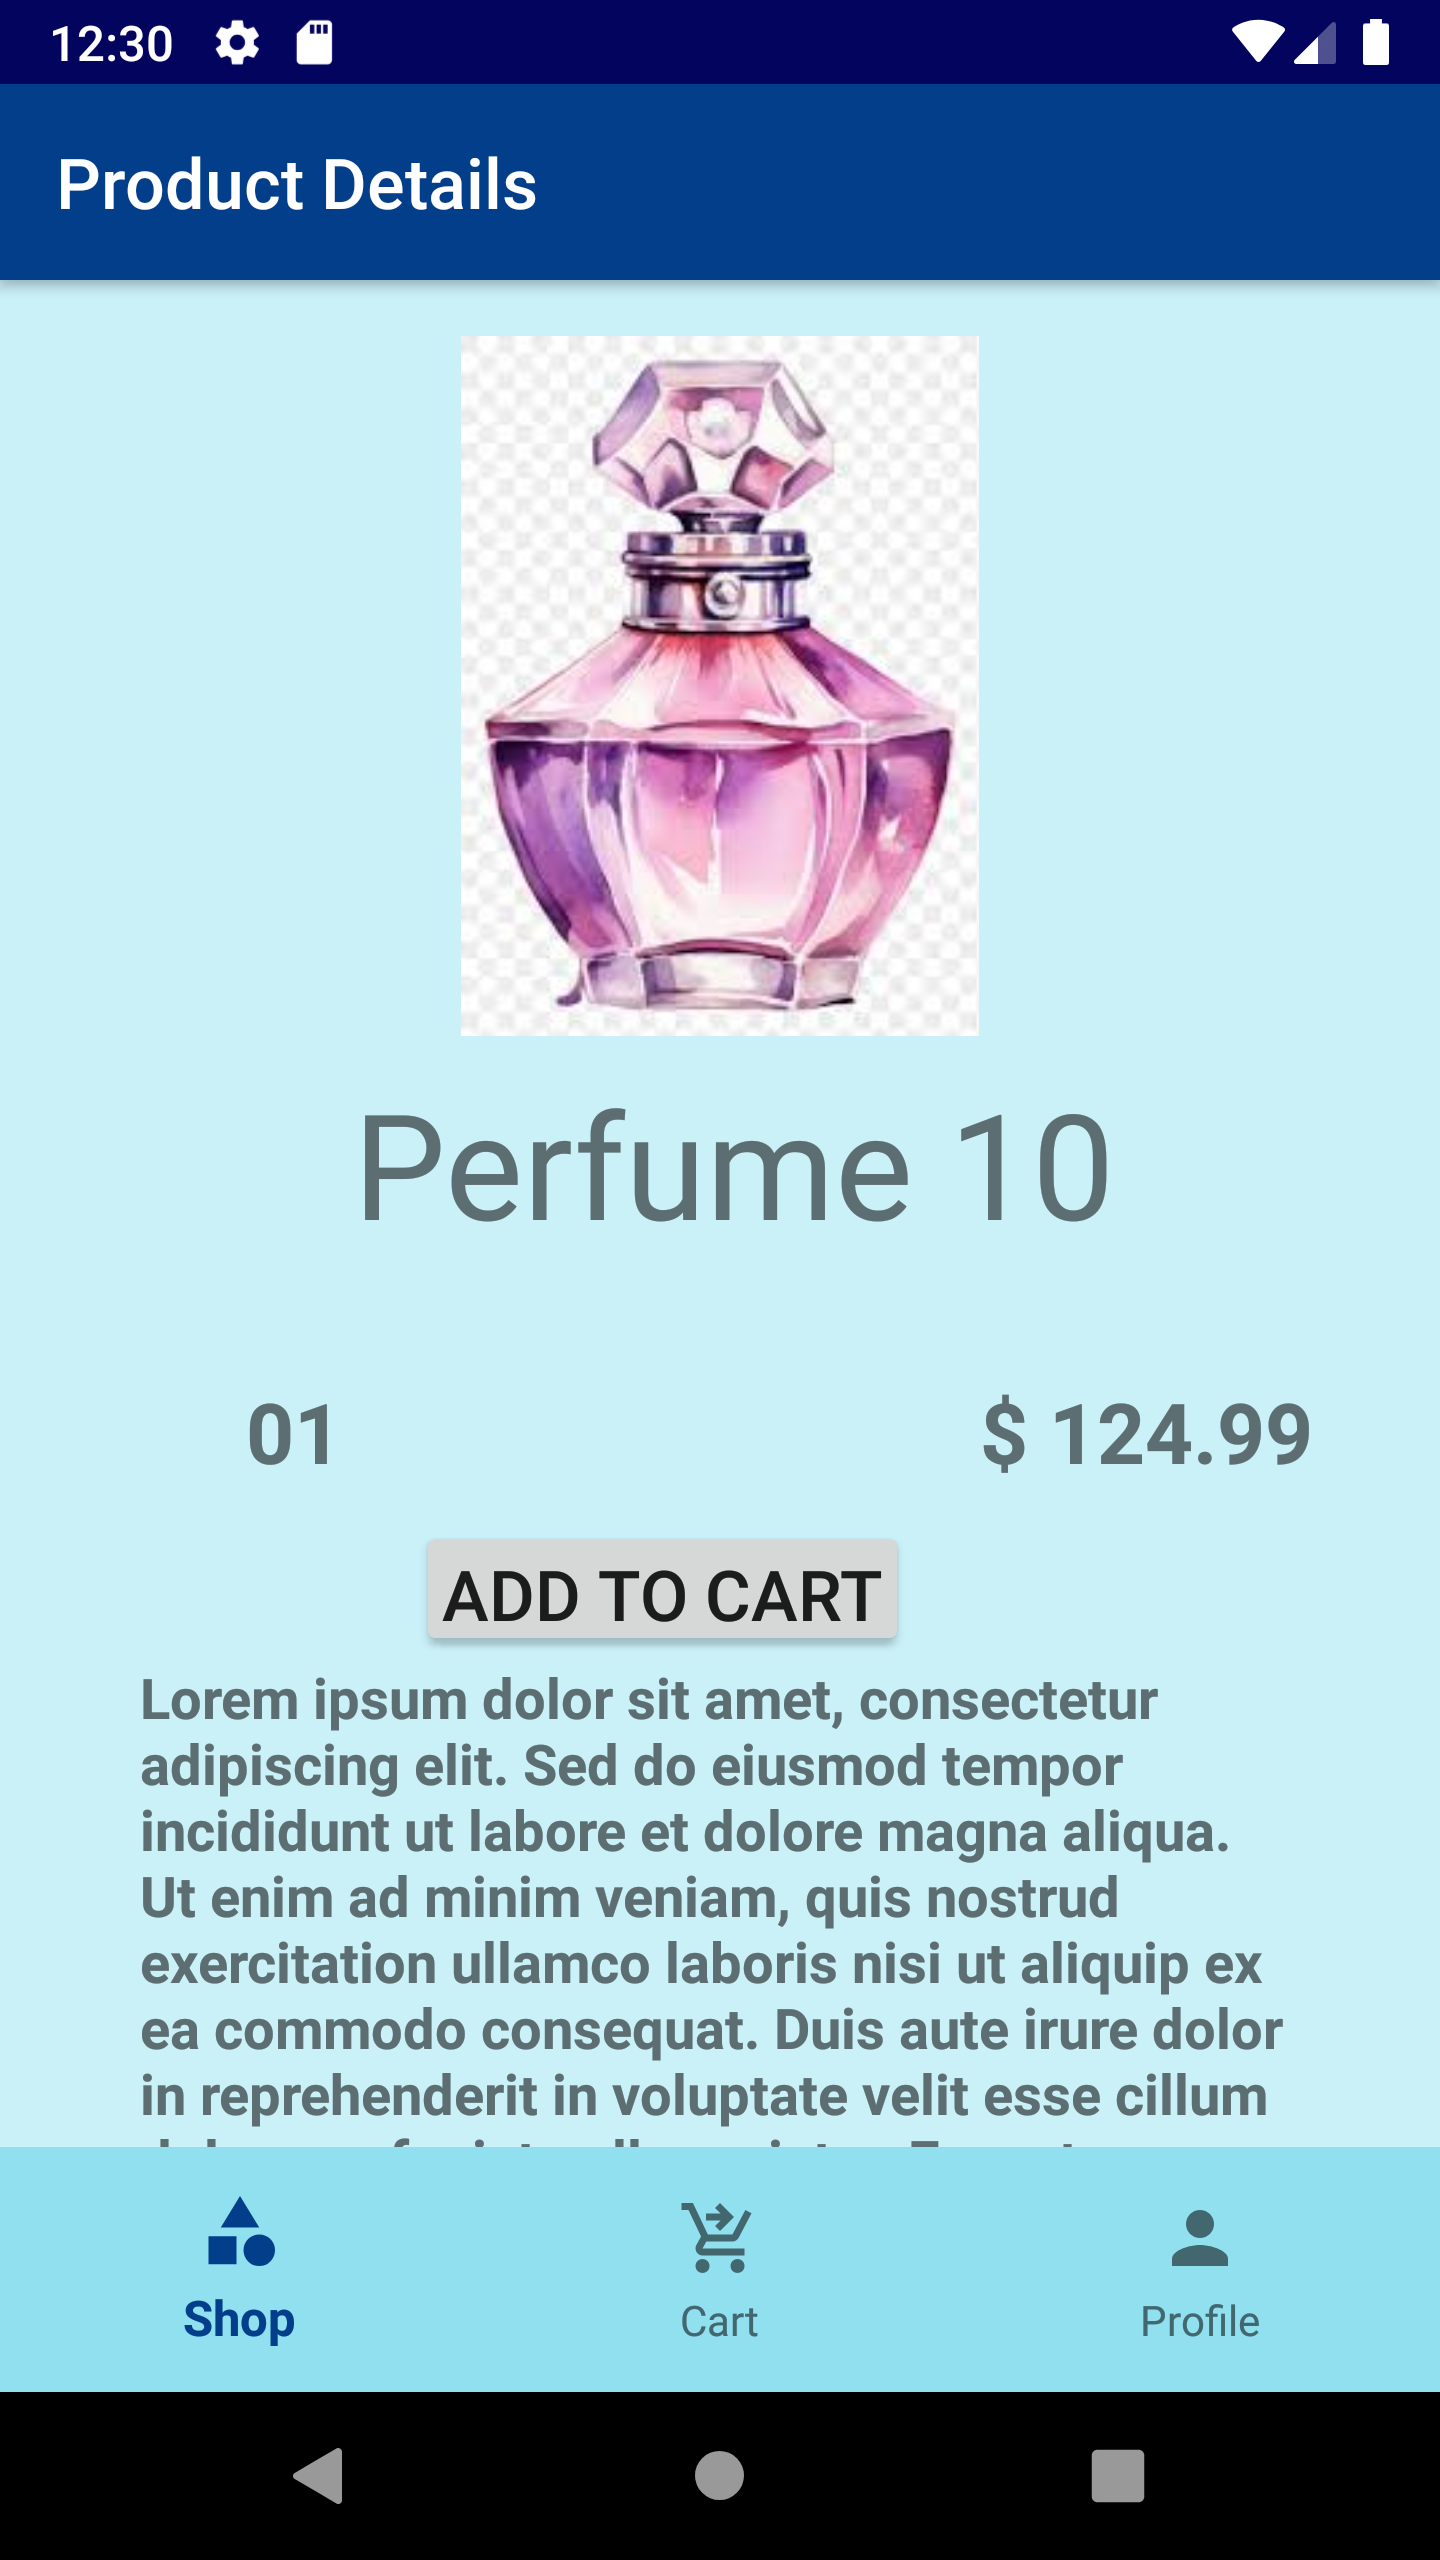 12:30
Product Details
Perfume 10
01
$ 124.99
ADD TO CART
Lorem ipsum dolor sit amet, consectetur
adipiscing elit. Sed do eiusmod tempor
incididunt ut labore et dolore magna aliqua.
Ut enim ad minim veniam, quis nostrud
exercitation ullamco laboris nisi ut aliquip ex
ea commodo consequat. Duis aute irure dolor
in reprehenderit in voluptate velit esse cillum
Shop
Cart
Profile